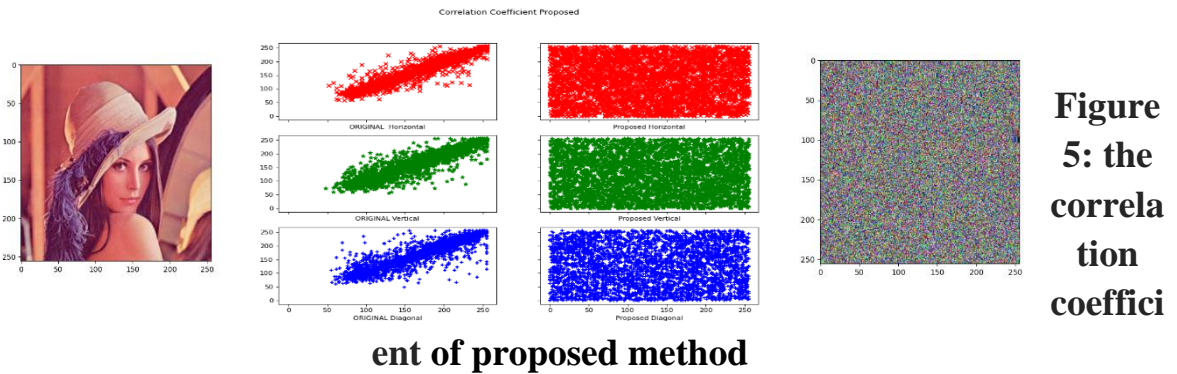 Correlation Coefficient Proposed
0
50
100
150
200
250
0 50 100 150 200 250
250
200
150
100
50
0
ORIGINAL Horizontal
250
200
150
100
50
0
ORIGINAL Vertical
250
200
150
100
50
0
0 50 100 150 200 250
ORIGINAL Diagonal
Proposed Horizontal
Proposed Vertical
0 50 100 150 200 250
Proposed Diagonal
0
50
100
150
200
250
0 50 100 150 200 250
Figure
5: the
correla
tion
coeffici
ent of proposed method